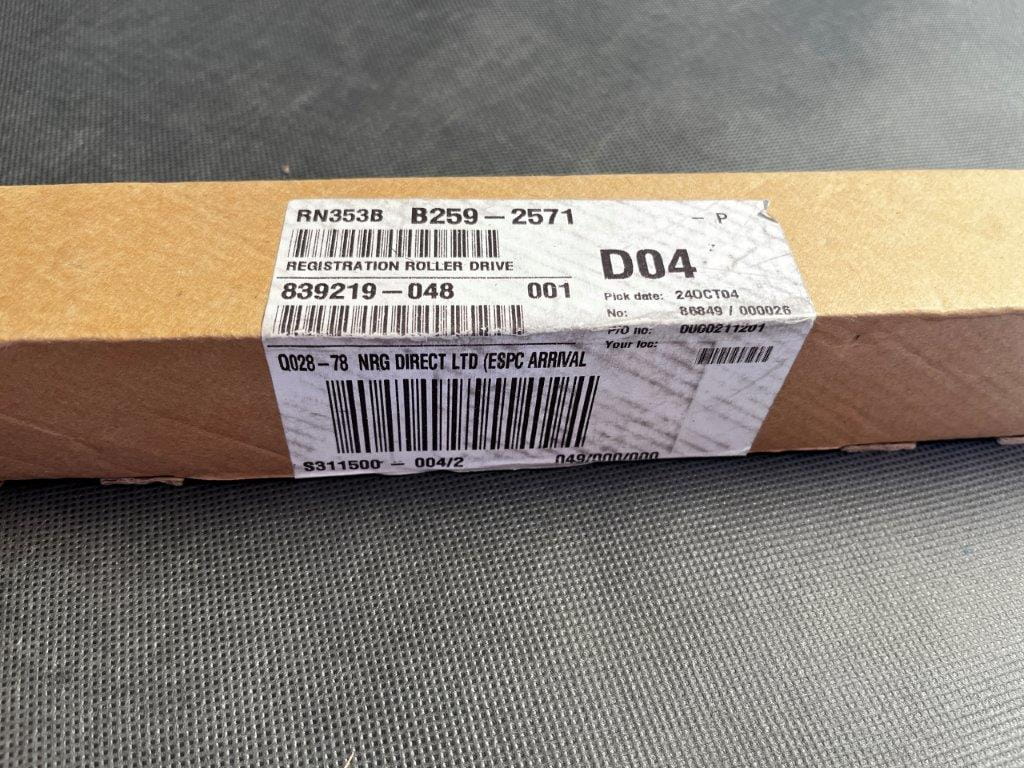 RN353B B259-2571 - P
REGISTRATION ROLLER DRIVE
D04
839219-048 001
Pick date: 24OCT04
No: 86849 / 000026
P/O no: 0000211201
Your loc:
Q028-78 NRG DIRECT LTD (ESPC ARRIVAL
S311500 - 004/2 049/000/000